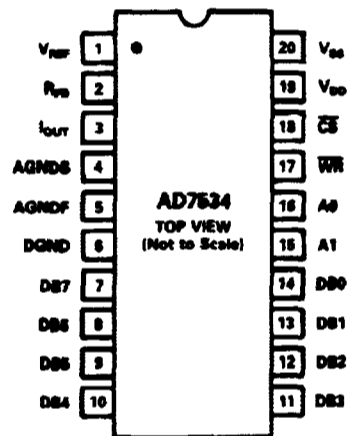 VREF 1
RFB 2
IOUT 3
AGNDS 4
AGNDF 5
DGND 6
DB7 7
DB6 8
DB5 9
DB4 10
AD7534
TOP VIEW
(Not to Scale)
20 VSS
19 VDD
18 CS
17 WR
16 A0
15 A1
14 DB0
13 DB1
12 DB2
11 DB3